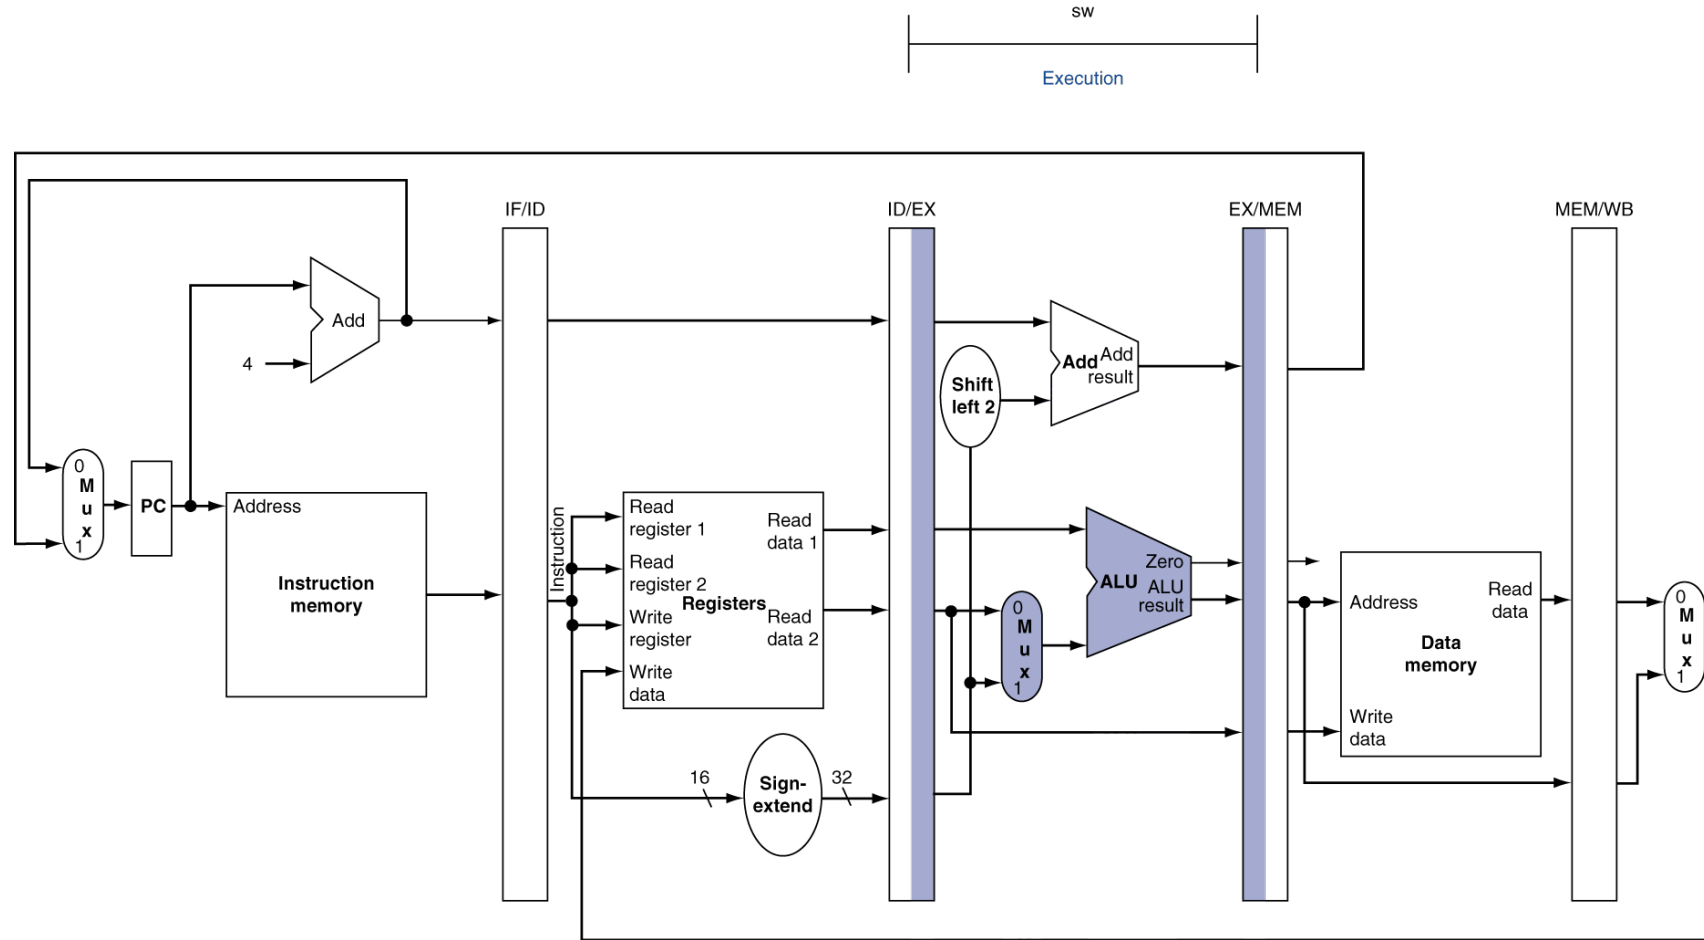 sw
Execution
IF/ID
ID/EX
EX/MEM
MEM/WB
Add
4
Add
Add
result
Shift
left 2
0
M
u
x
1
PC
Address
Instruction
memory
Instruction
Read
register 1
Read
register 2
Write
register
Write
data
Registers
Read
data 1
Read
data 2
16
Sign-
extend
32
0
M
u
x
1
Zero
ALU
ALU
result
Address
Read
data
Data
memory
Write
data
0
M
u
x
1